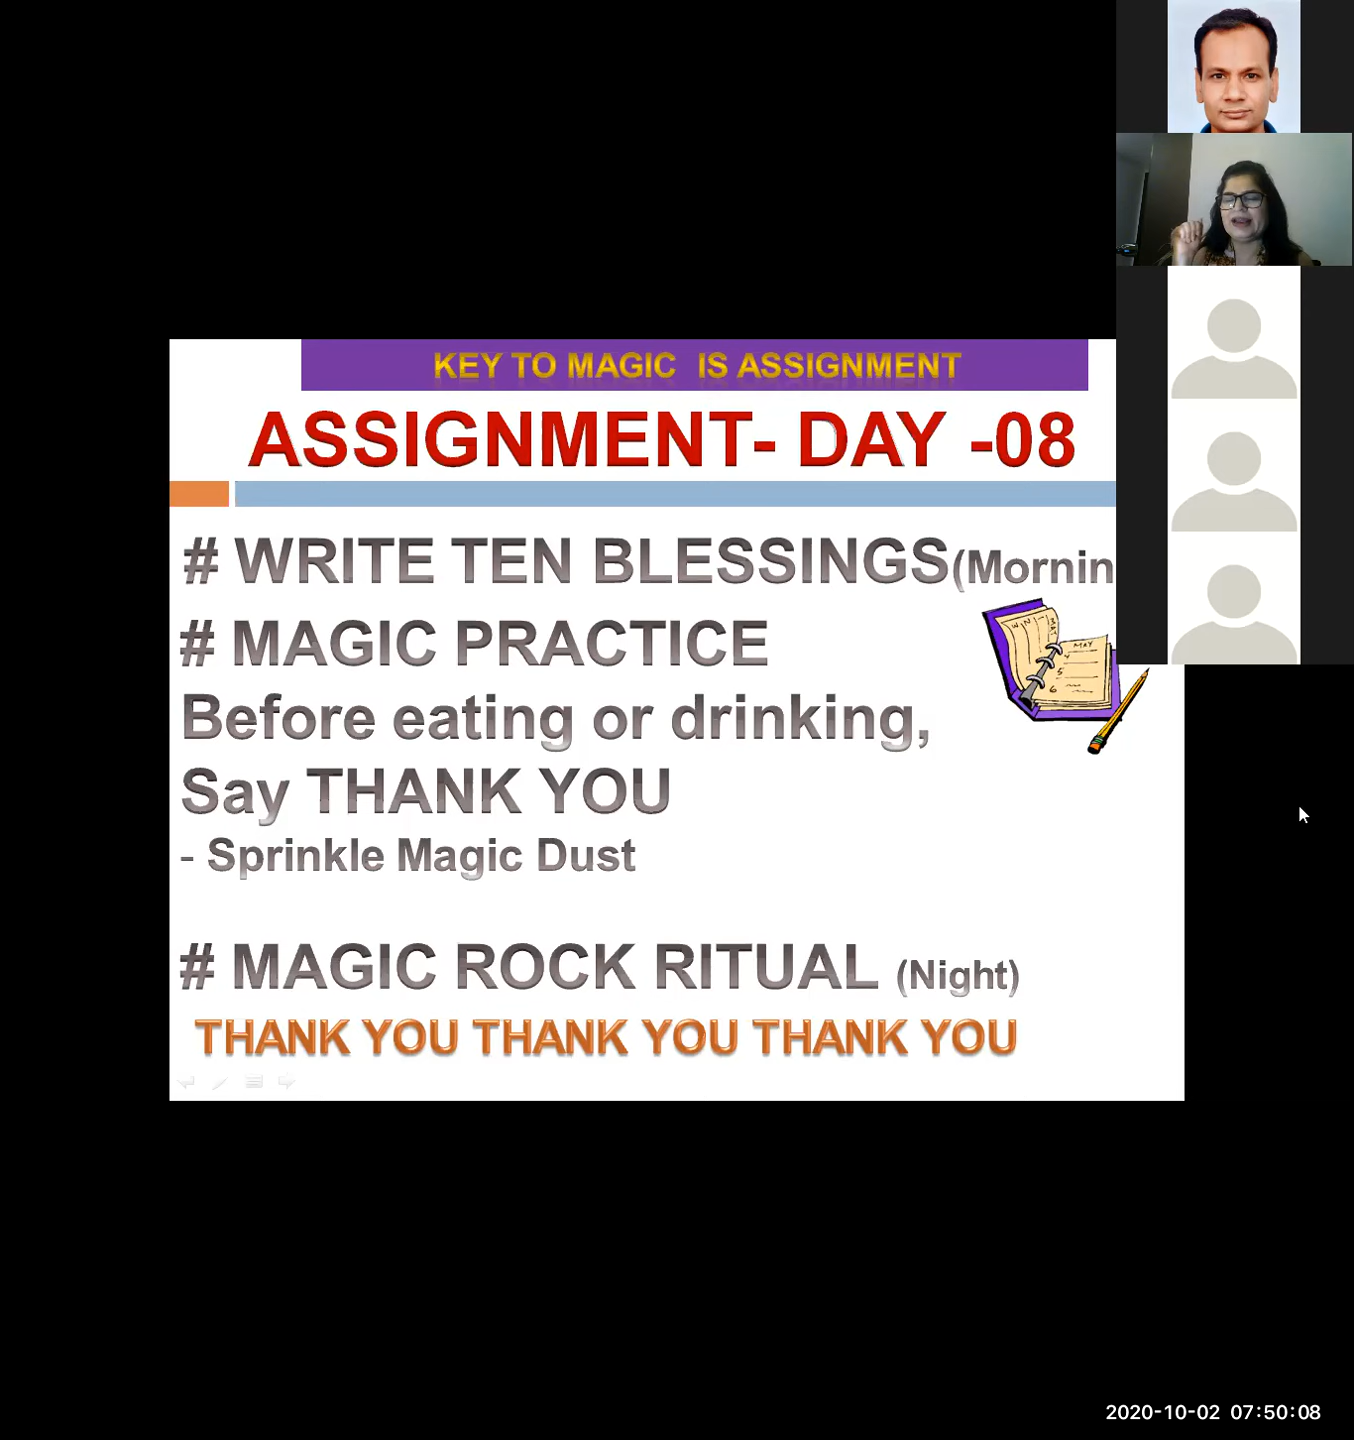 KEY TO MAGIC IS ASSIGNMENT
ASSIGNMENT- DAY -08
# WRITE TEN BLESSINGS(Mornin
# MAGIC PRACTICE
MAY
Before eating or drinking,
Say THANK YOU
- Sprinkle Magic Dust
# MAGIC ROCK RITUAL (Night)
THANK YOU THANK YOU THANK YOU
2020-10-02 07:50:08